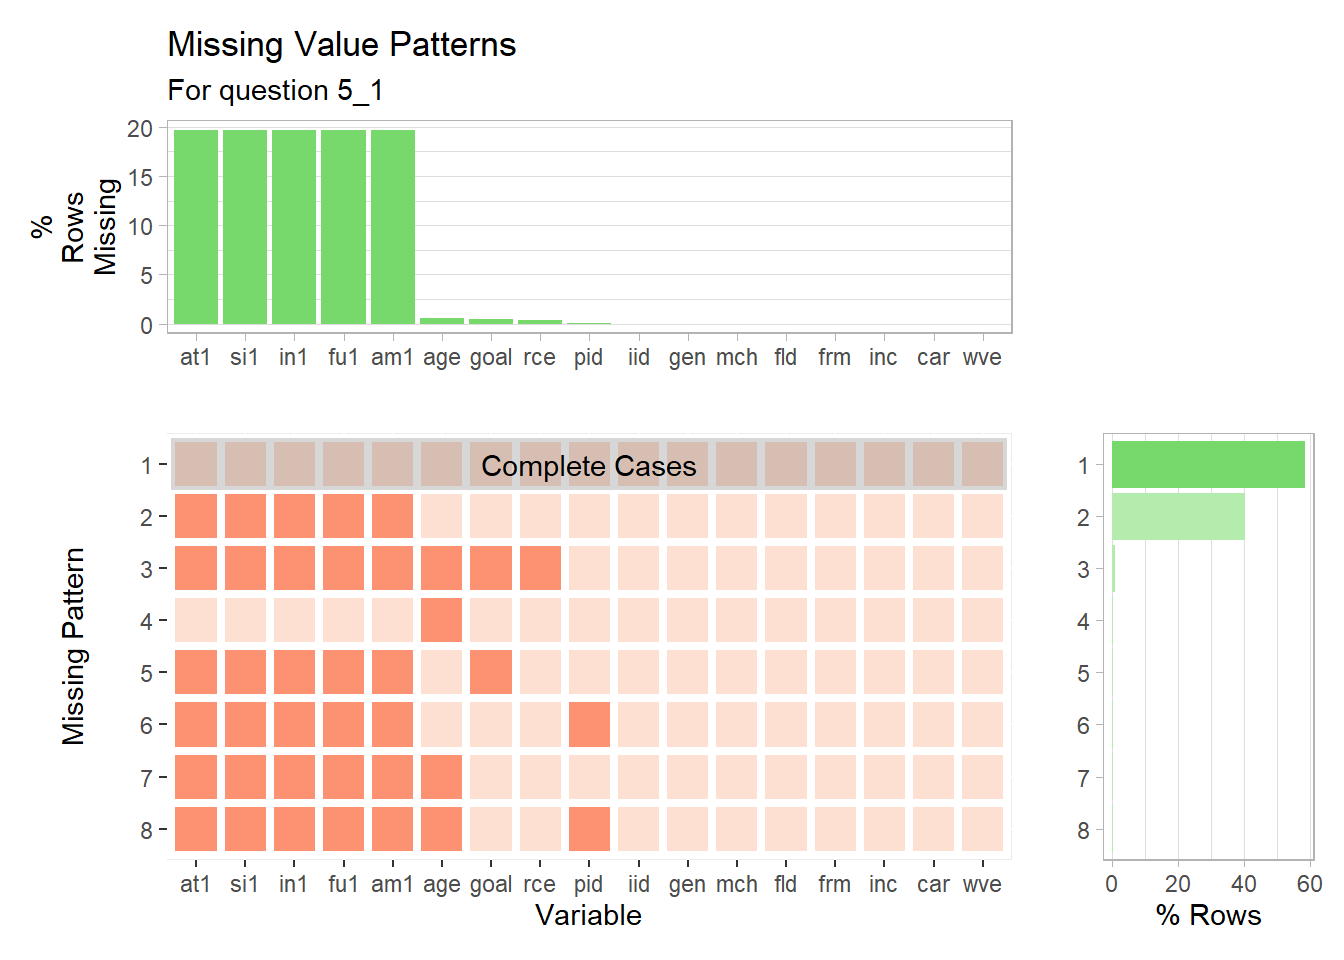 Missing Value Patterns
For question 5_1
%
Rows
Missing
20
15
10
5
0
at1 si1 in1 fu1 am1 age goal rce pid iid gen mch fld frm inc car wve
Missing Pattern
1
2
3
4
5
6
7
8
Complete Cases
at1 si1 in1 fu1 am1 age goal rce pid iid gen mch fld frm inc car wve
Variable
1
2
3
4
5
6
7
8
0 20 40 60
% Rows